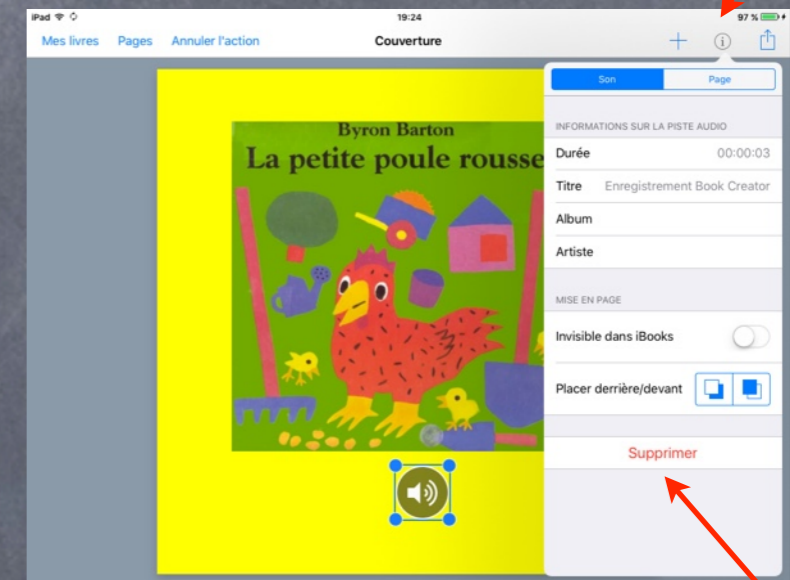 iPad 19:24 97 %
Mes livres Pages Annuler l'action Couverture
Son Page
INFORMATIONS SUR LA PISTE AUDIO
Durée 00:00:03
Titre Enregistrement Book Creator
Album
Artiste
MISE EN PAGE
Invisible dans iBooks
Placer derrière/devant
Supprimer
Byron Barton
La petite poule rousse